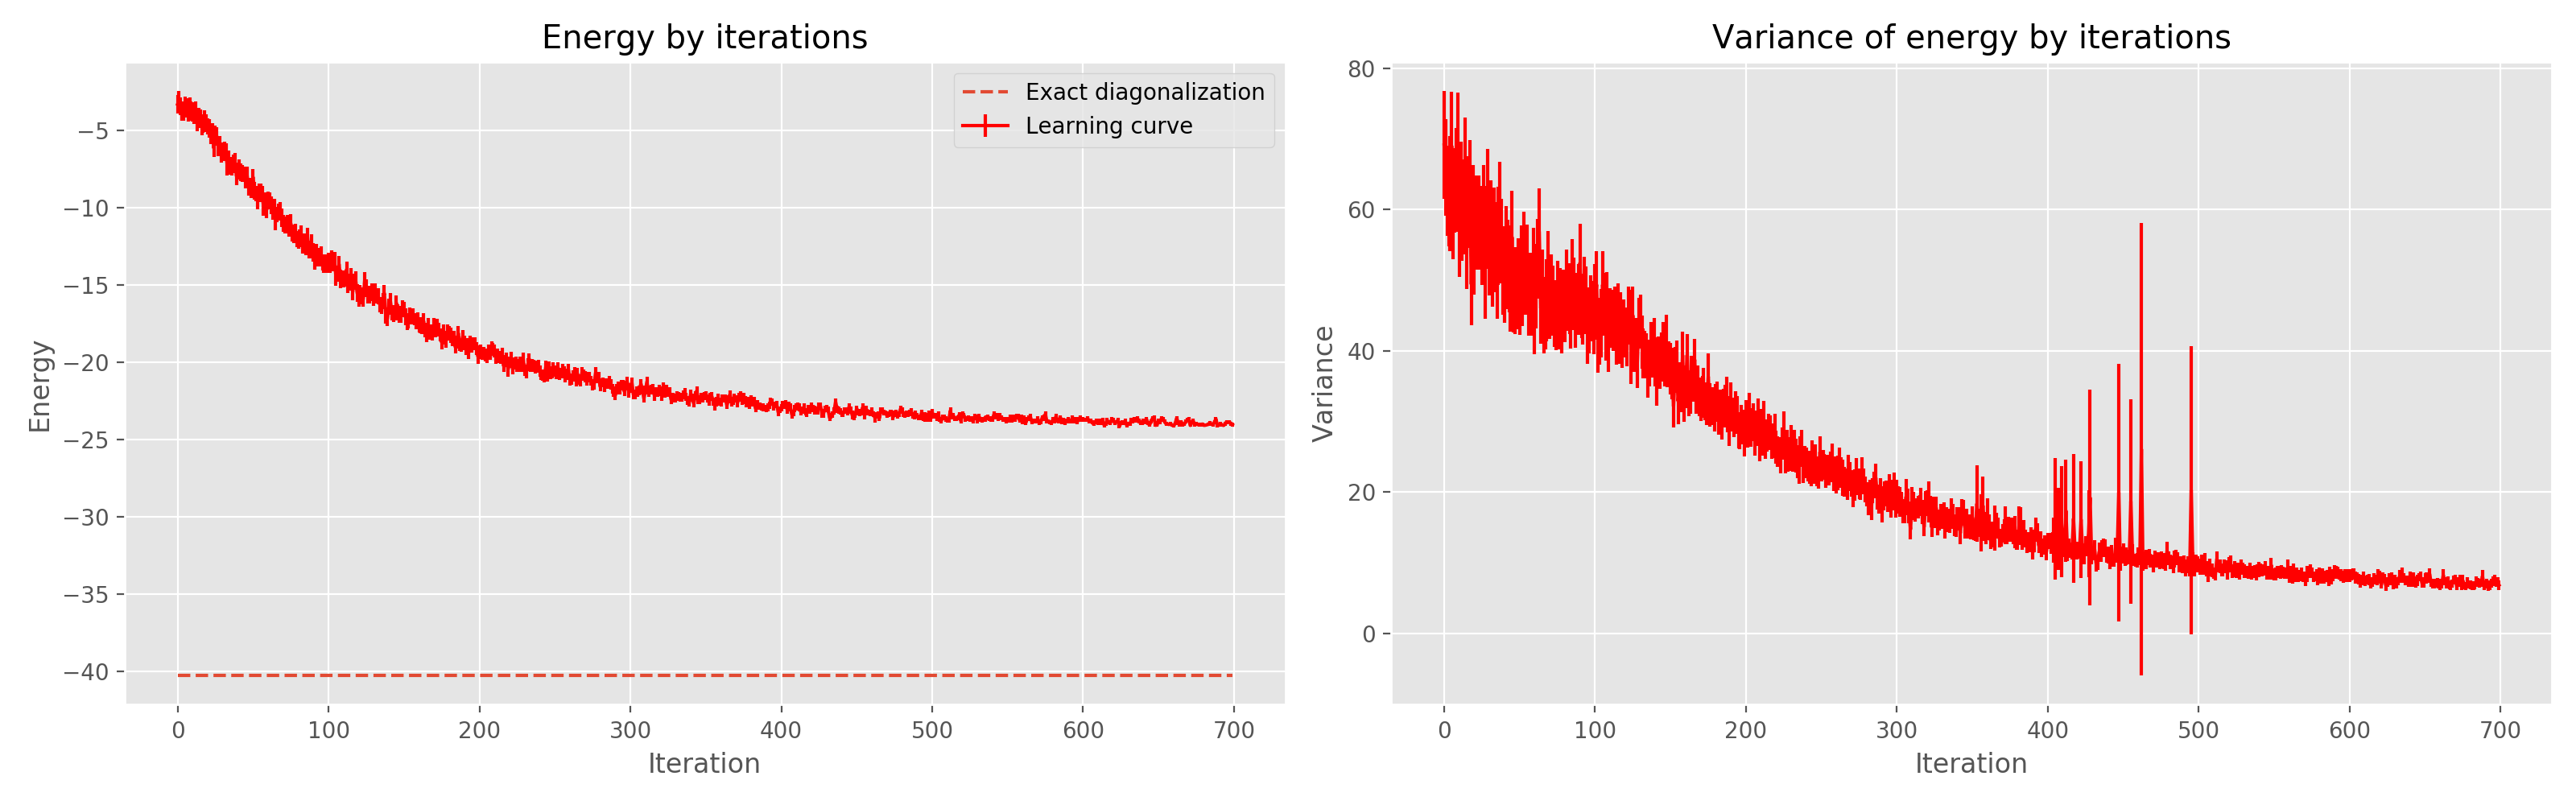 Energy by iterations
Exact diagonalization
Learning curve
−5
−10
−15
−20
−25
−30
−35
−40
Energy
0 100 200 300 400 500 600 700
Iteration
Variance of energy by iterations
80
60
40
20
0
Variance
0 100 200 300 400 500 600 700
Iteration